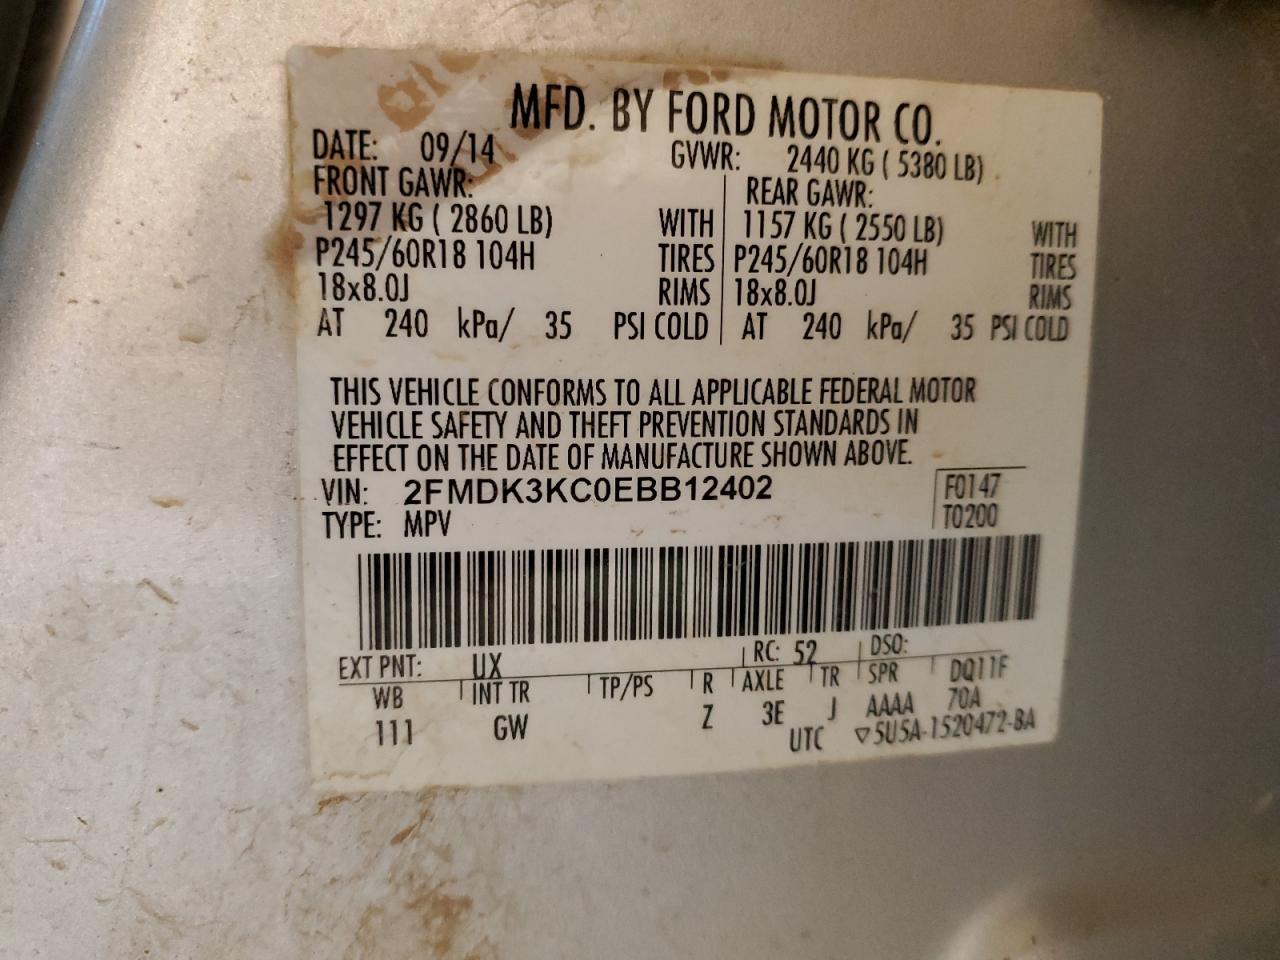 MFD. BY FORD MOTOR CO.
DATE: 09/14 GVWR: 2440 KG ( 5380 LB)
FRONT GAWR: REAR GAWR:
1297 KG ( 2860 LB) WITH 1157 KG ( 2550 LB) WITH
P245/60R18 104H TIRES P245/60R18 104H TIRES
18x8.0J RIMS 18x8.0J RIMS
AT 240 kPa/ 35 PSI COLD AT 240 kPa/ 35 PSI COLD
THIS VEHICLE CONFORMS TO ALL APPLICABLE FEDERAL MOTOR
VEHICLE SAFETY AND THEFT PREVENTION STANDARDS IN
EFFECT ON THE DATE OF MANUFACTURE SHOWN ABOVE.
VIN: 2FMDK3KC0EBB12402 F0147
TYPE: MPV T0200
EXT PNT: UX RC: 52 DSO:
WB INT TR TP/PS R AXLE TR SPR DQ11F
111 GW Z 3E J AAAA 70A
UTC ▽5U5A-1520472-BA